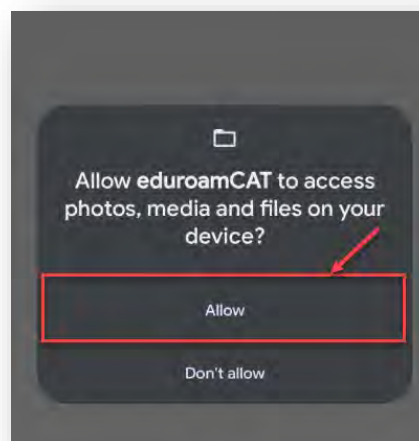 Allow eduroamCAT to access
photos, media and files on your
device?
Allow
Don't allow